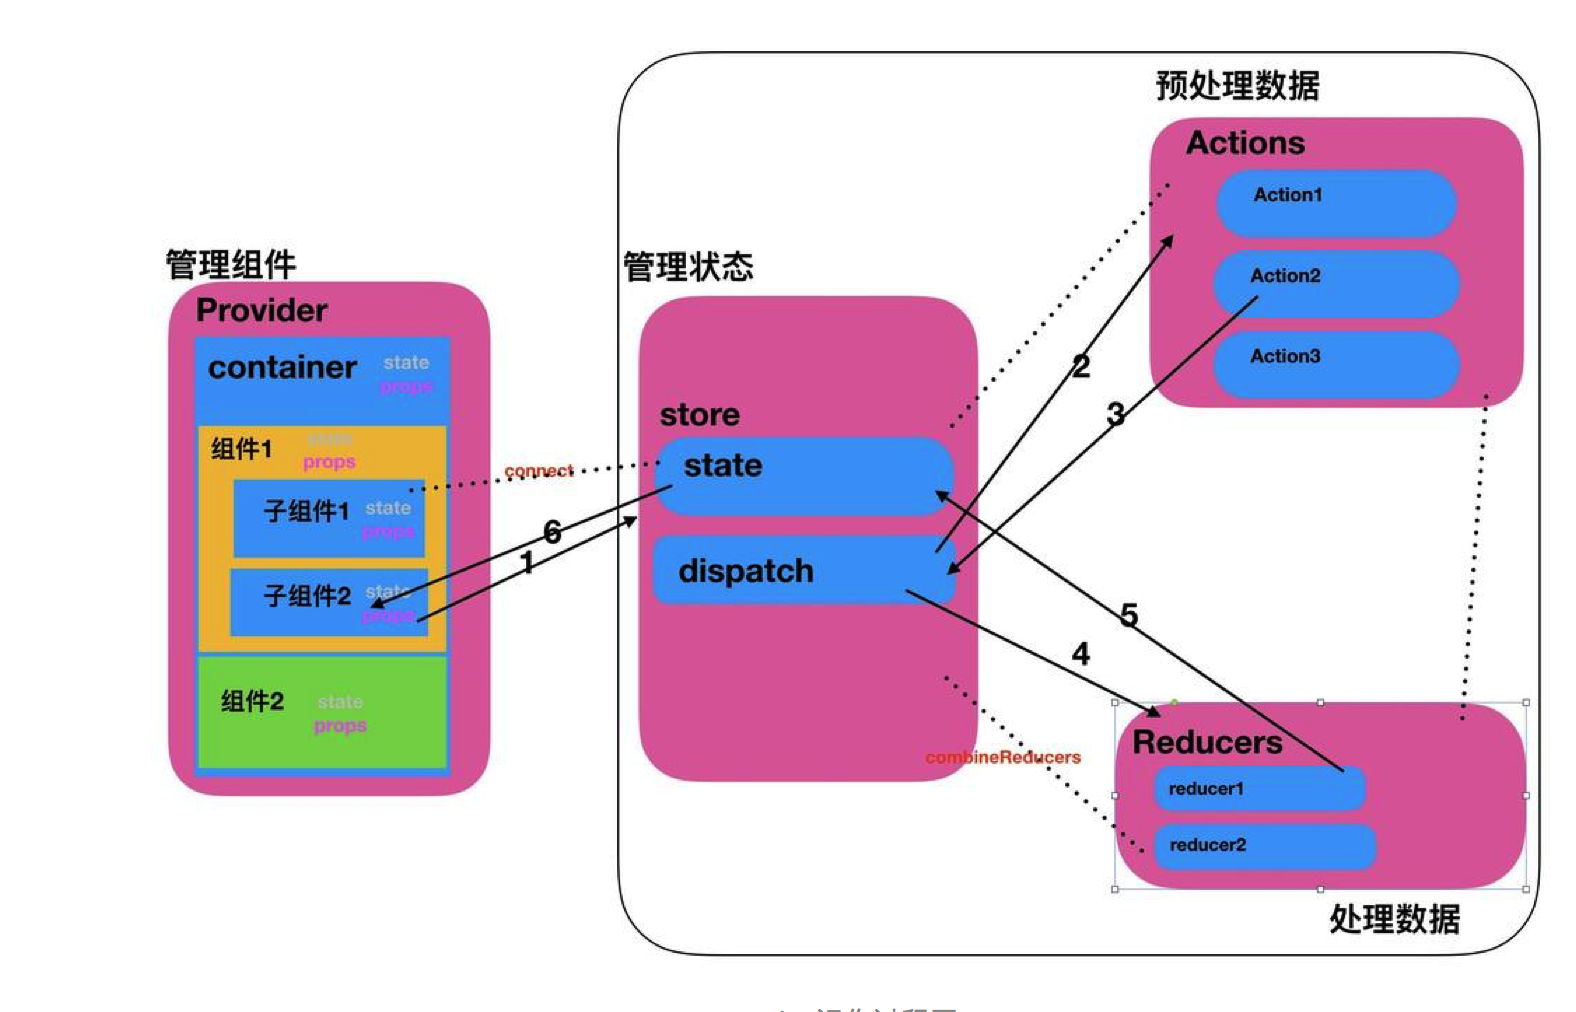 预处理数据
Actions
Action1
Action2
Action3
管理组件
Provider
container
state
props
组件1
state
props
子组件1
state
props
子组件2
state
props
组件2
state
props
connect
6
1
管理状态
store
state
dispatch
2
3
5
4
combineReducers
Reducers
reducer1
reducer2
处理数据